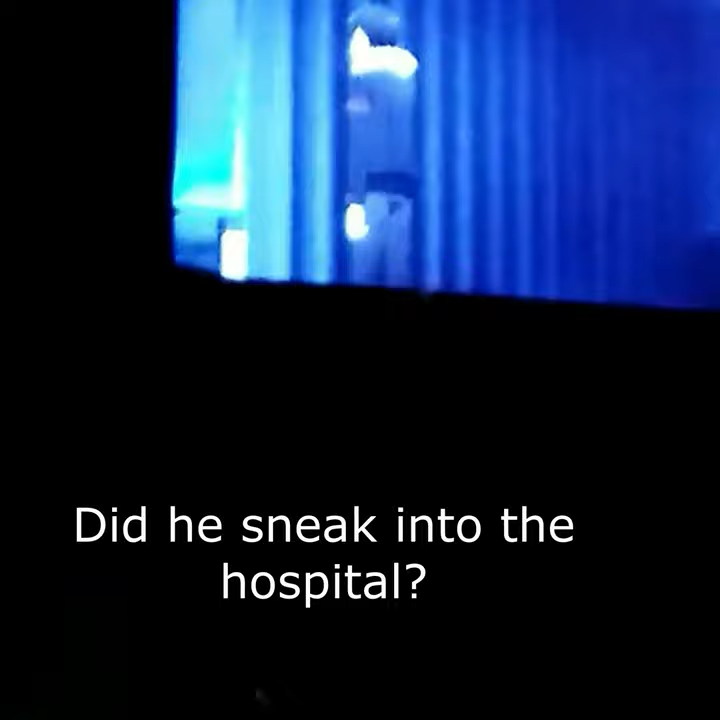 Did he sneak into the
hospital?